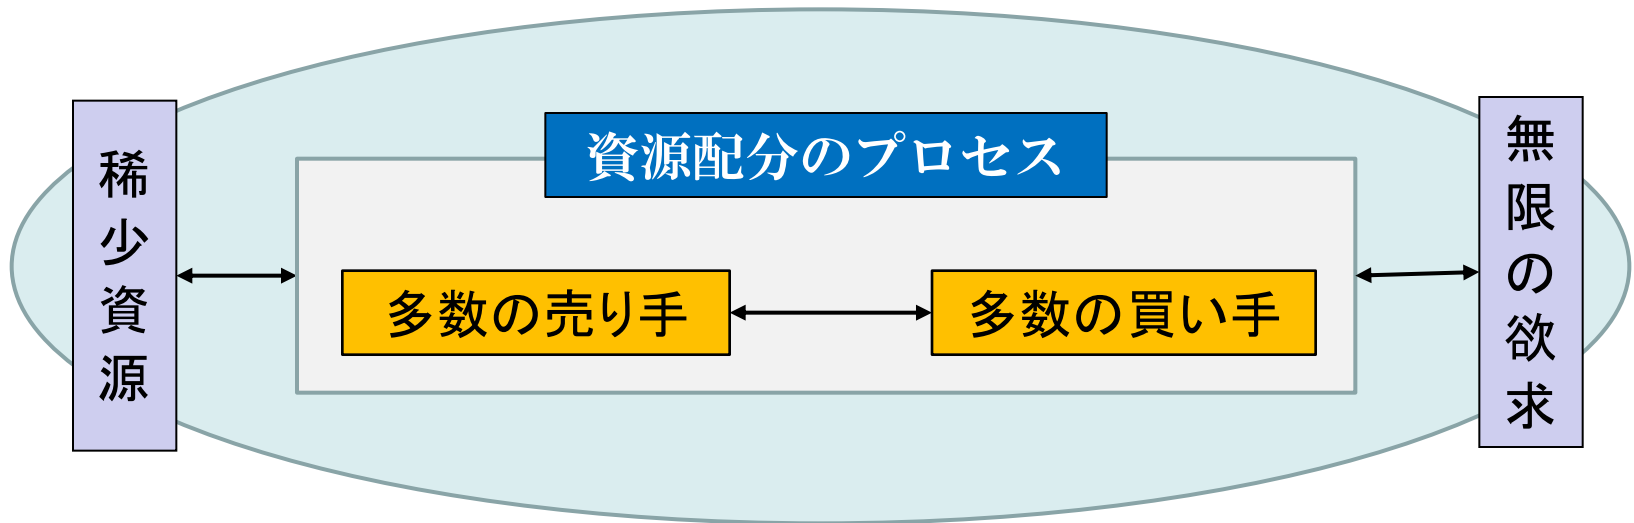 稀少資源
資源配分のプロセス
多数の売り手
多数の買い手
無限の欲求